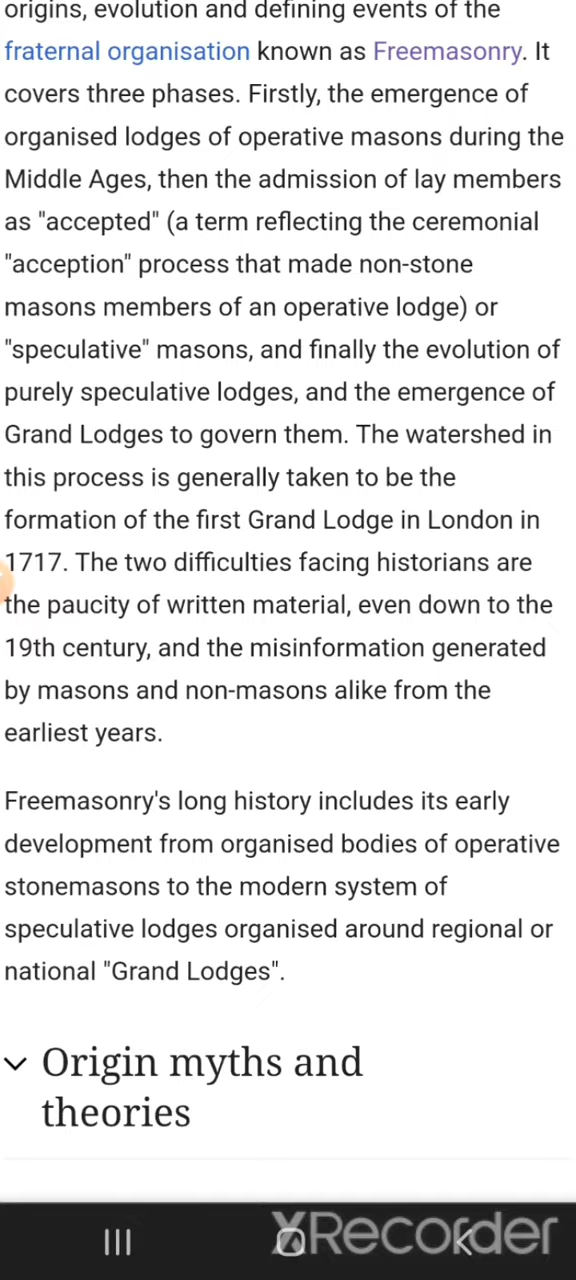 origins, evolution and defining events of the
fraternal organisation known as Freemasonry. It
covers three phases. Firstly, the emergence of
organised lodges of operative masons during the
Middle Ages, then the admission of lay members
as "accepted" (a term reflecting the ceremonial
"acception" process that made non-stone
masons members of an operative lodge) or
"speculative" masons, and finally the evolution of
purely speculative lodges, and the emergence of
Grand Lodges to govern them. The watershed in
this process is generally taken to be the
formation of the first Grand Lodge in London in
1717. The two difficulties facing historians are
the paucity of written material, even down to the
19th century, and the misinformation generated
by masons and non-masons alike from the
earliest years.
Freemasonry's long history includes its early
development from organised bodies of operative
stonemasons to the modern system of
speculative lodges organised around regional or
national "Grand Lodges".
Origin myths and
theories
XRecorder